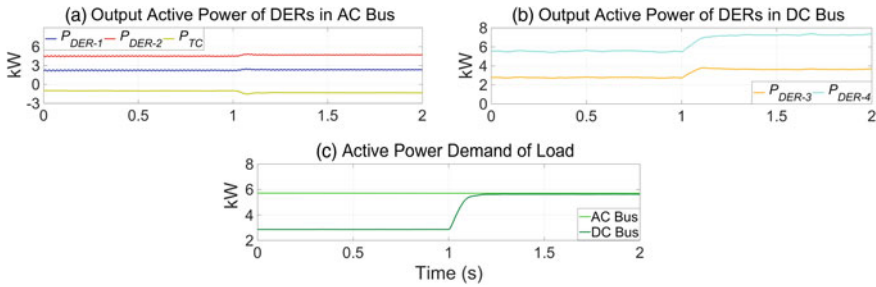 (a) Output Active Power of DERs in AC Bus
P_DER-1 P_DER-2 P_TC
kW
6
3
0
-3
0 0.5 1 1.5 2
(b) Output Active Power of DERs in DC Bus
kW
8
6
4
2
0
P_DER-3 P_DER-4
0 0.5 1 1.5 2
(c) Active Power Demand of Load
kW
8
6
4
2
AC Bus
DC Bus
0 0.5 1 1.5 2
Time (s)